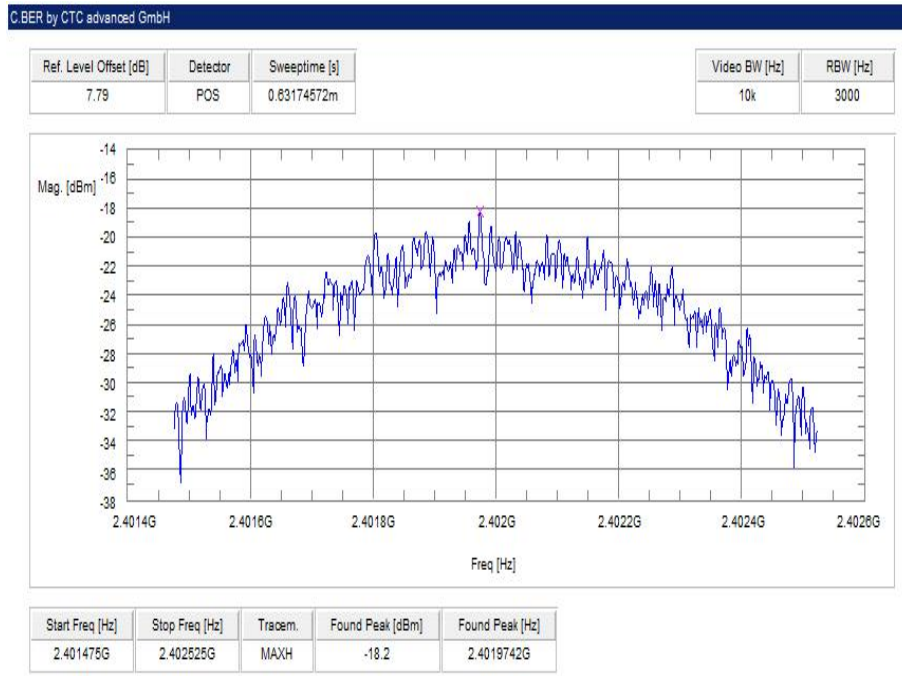 C.BER by CTC advanced GmbH
Ref. Level Offset [dB] Detector Sweeptime [s] Video BW [Hz] RBW [Hz]
7.79 POS 0.63174572m 10k 3000
Mag. [dBm]
-14
-16
-18
-20
-22
-24
-26
-28
-30
-32
-34
-36
-38
2.4014G 2.4016G 2.4018G 2.402G 2.4022G 2.4024G 2.4026G
Freq [Hz]
Start Freq [Hz] Stop Freq [Hz] Tracem. Found Peak [dBm] Found Peak [Hz]
2.401475G 2.402525G MAXH -18.2 2.4019742G